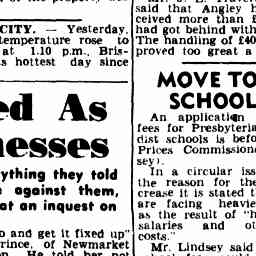 CITY. — Yesterday,
temperature rose to
at 1.10 p.m., Bris-
s hottest day since
ed As
nesses
ything they told
against them,
at an inquest on
o and get it fixed up"
rince, of Newmarket
said that Angley h
ceived more than £
had got behind with
The handling of £40
proved too great a
MOVE TO
SCHOOL
An application
fees for Presbyteria
dist schools is befo
Prices Commissione
sey).
In a circular iss
the reason for the
crease it is stated t
are facing heavie
as the result of "h
salaries and ot
costs."
Mr. Lindsey said